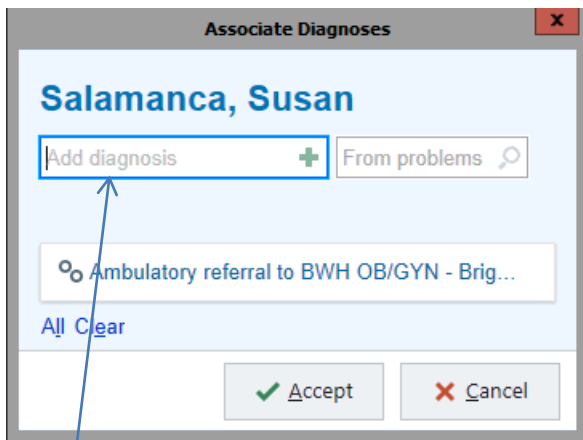 Associate Diagnoses
x
Salamanca, Susan
Add diagnosis
From problems
Ambulatory referral to BWH OB/GYN - Brig...
All Clear
Accept
Cancel